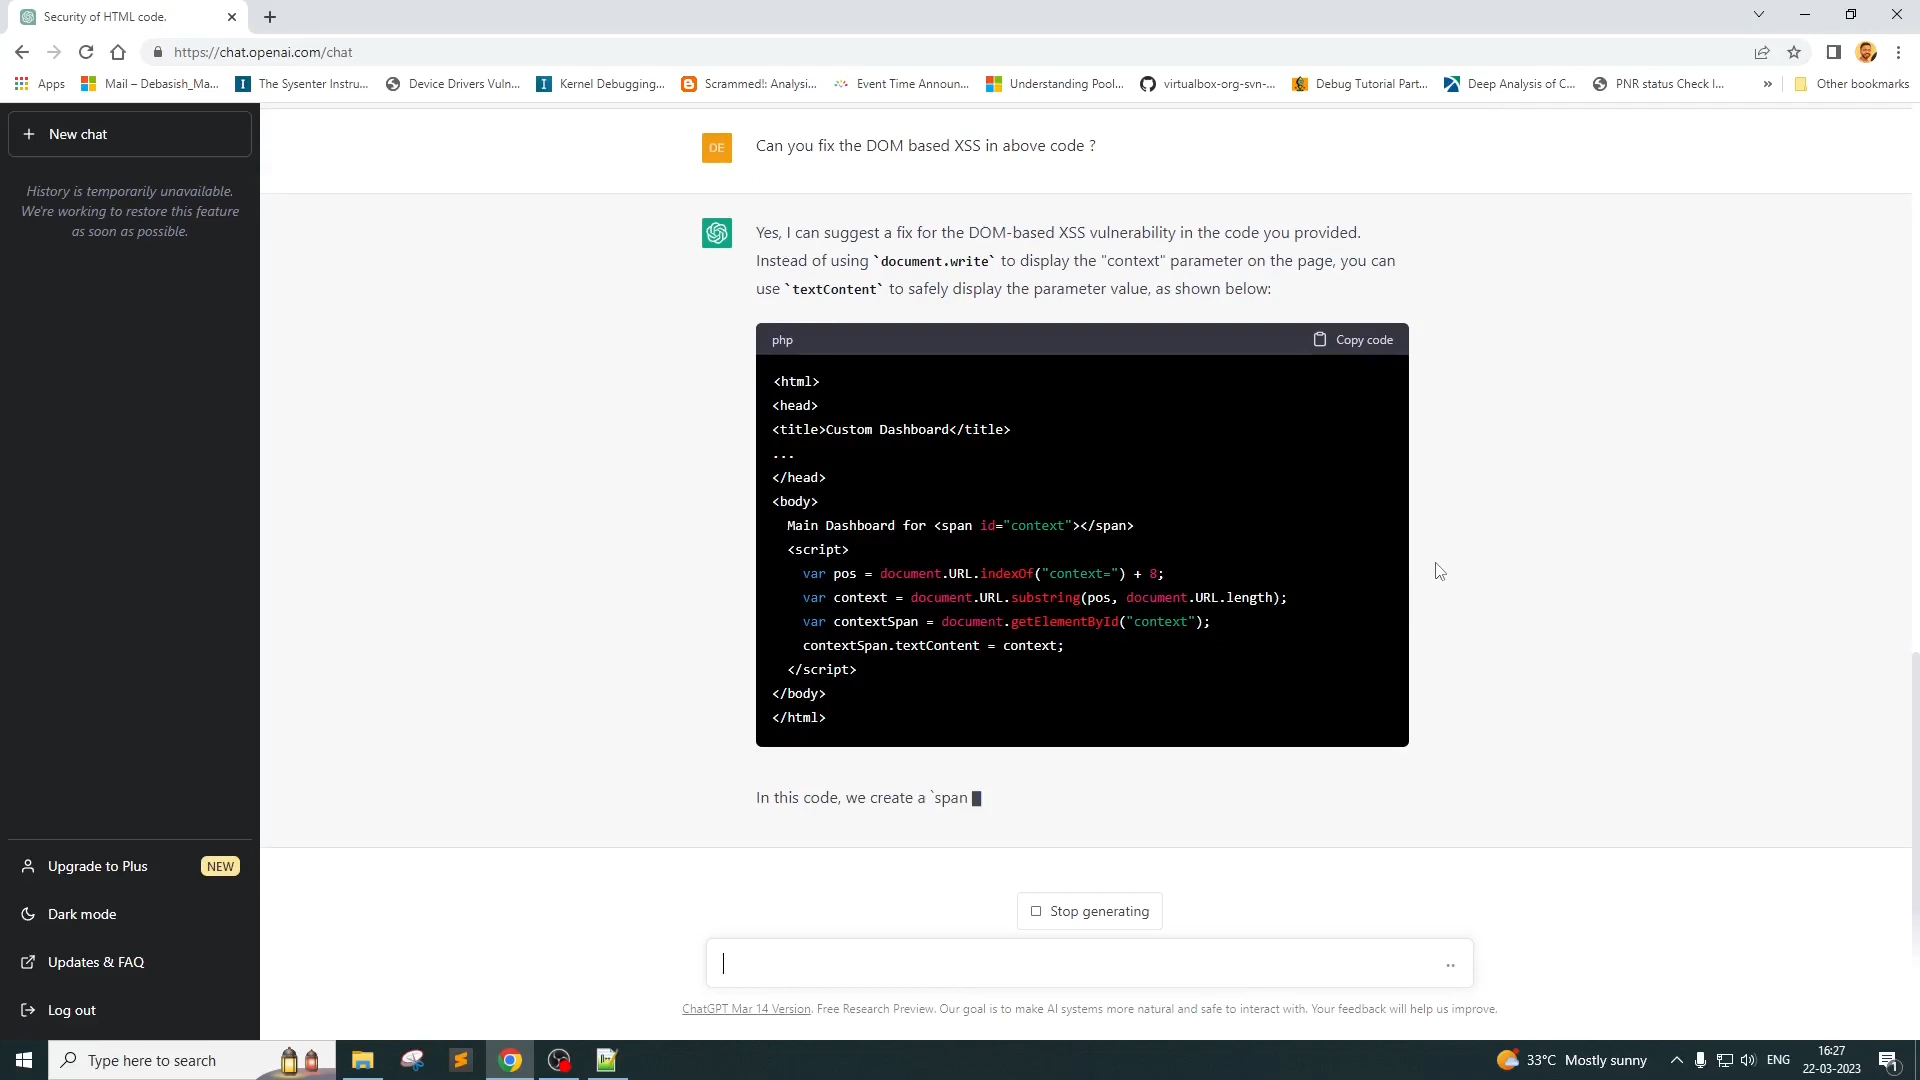 Security of HTML code.
https://chat.openai.com/chat
Apps
Mail – Debasish_Ma...
The Sysenter Instru...
Device Drivers Vuln...
Kernel Debugging,...
Scrammed!: Analysi...
Event Time Announ...
Understanding Pool...
virtualbox-org-svn-...
Debug Tutorial Part...
Deep Analysis of C...
PNR status Check I...
»
Other bookmarks
+ New chat
History is temporarily unavailable.
We're working to restore this feature
as soon as possible.
DE
Can you fix the DOM based XSS in above code ?
Yes, I can suggest a fix for the DOM-based XSS vulnerability in the code you provided.
Instead of using `document.write` to display the "context" parameter on the page, you can
use `textContent` to safely display the parameter value, as shown below:
php
Copy code
<html>
<head>
<title>Custom Dashboard</title>
...
</head>
<body>
  Main Dashboard for <span id="context"></span>
  <script>
    var pos = document.URL.indexOf("context=") + 8;
    var context = document.URL.substring(pos, document.URL.length);
    var contextSpan = document.getElementById("context");
    contextSpan.textContent = context;
  </script>
</body>
</html>
In this code, we create a `span
Upgrade to Plus
NEW
Dark mode
Updates & FAQ
Log out
Stop generating
··
ChatGPT Mar 14 Version. Free Research Preview. Our goal is to make AI systems more natural and safe to interact with. Your feedback will help us improve.
Type here to search
33°C Mostly sunny
ENG
16:27
22-03-2023
1